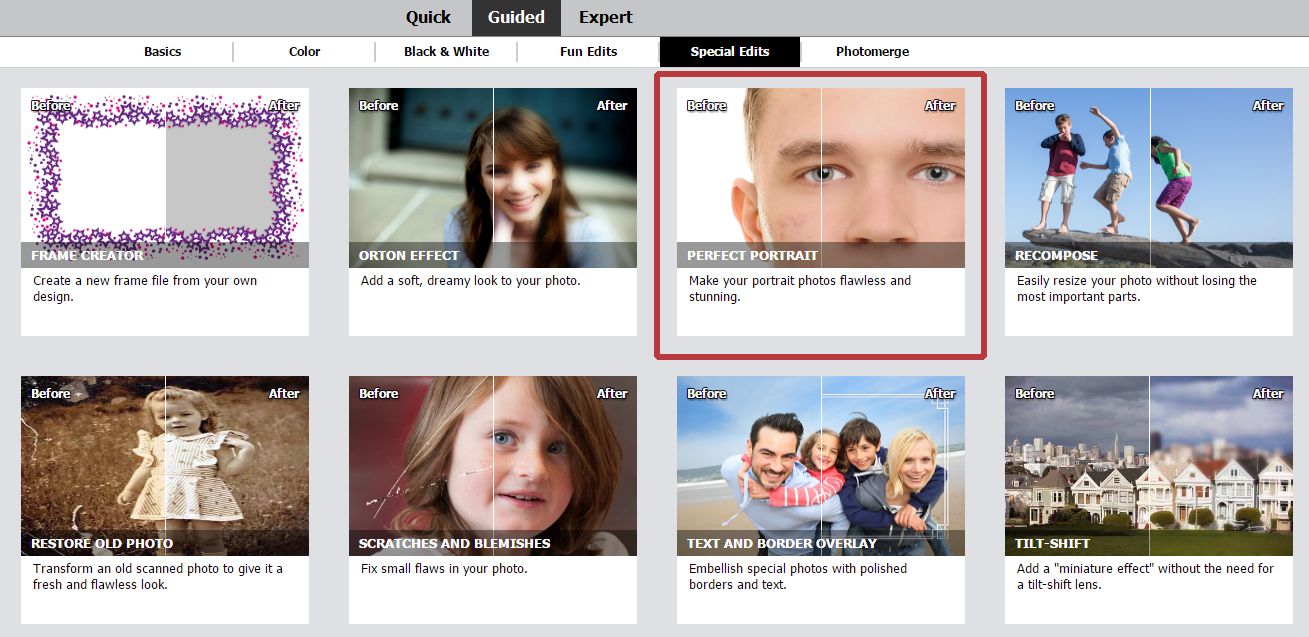 Quick Guided Expert
Basics Color Black & White Fun Edits Special Edits Photomerge
Before After
FRAME CREATOR
Create a new frame file from your own
design.
Before After
ORTON EFFECT
Add a soft, dreamy look to your photo.
Before After
PERFECT PORTRAIT
Make your portrait photos flawless and
stunning.
Before After
RECOMPOSE
Easily resize your photo without losing the
most important parts.
Before After
RESTORE OLD PHOTO
Transform an old scanned photo to give it a
fresh and flawless look.
Before After
SCRATCHES AND BLEMISHES
Fix small flaws in your photo.
Before After
TEXT AND BORDER OVERLAY
Embellish special photos with polished
borders and text.
Before After
TILT-SHIFT
Add a "miniature effect" without the need for
a tilt-shift lens.